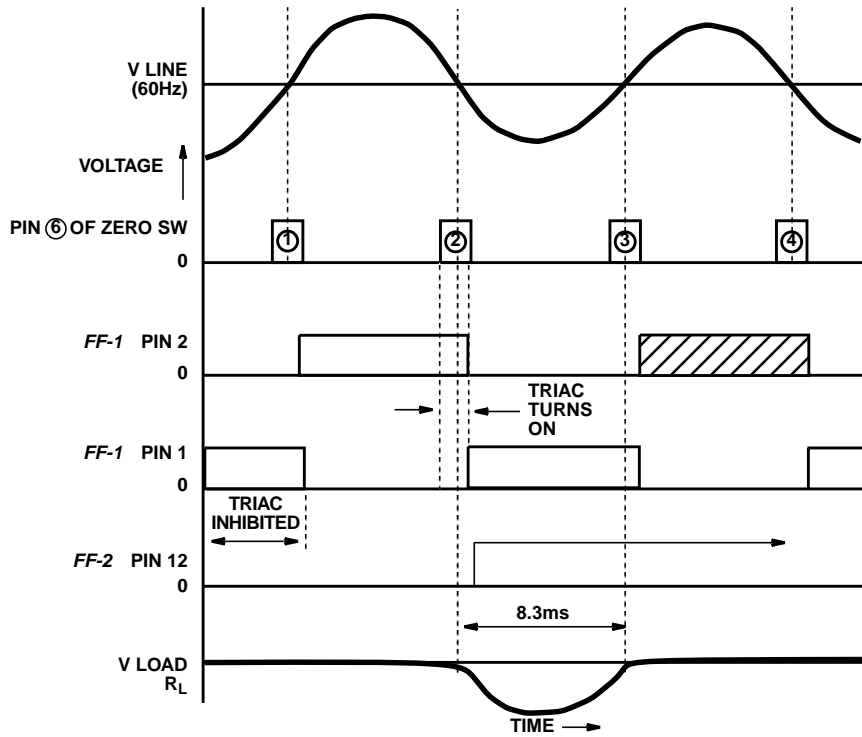 V LINE
(60Hz)
VOLTAGE
PIN ⑥ OF ZERO SW
① ② ③ ④
0
FF-1 PIN 2
0
TRIAC
TURNS
ON
FF-1 PIN 1
0
TRIAC
INHIBITED
FF-2 PIN 12
0
8.3ms
V LOAD
RL
TIME